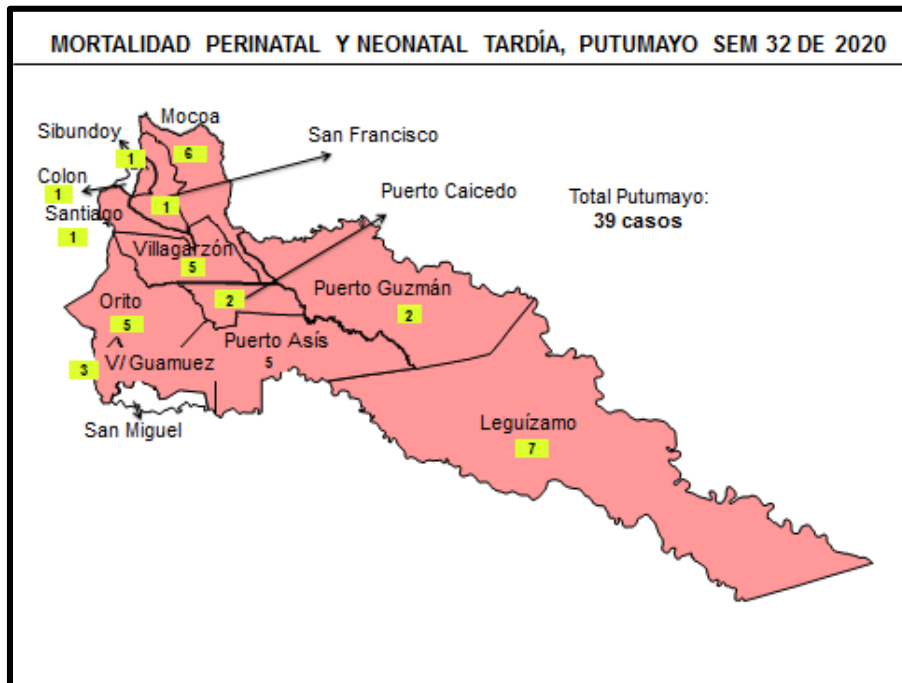 MORTALIDAD PERINATAL Y NEONATAL TARDÍA, PUTUMAYO SEM 32 DE 2020
Mocoa
6
Sibundoy
1
San Francisco
1
Colon
1
Santiago
1
Puerto Caicedo
2
Total Putumayo:
39 casos
Villagarzón
5
Puerto Guzmán
2
Orito
5
Puerto Asís
5
3
V/ Guamuez
San Miguel
Leguízamo
7